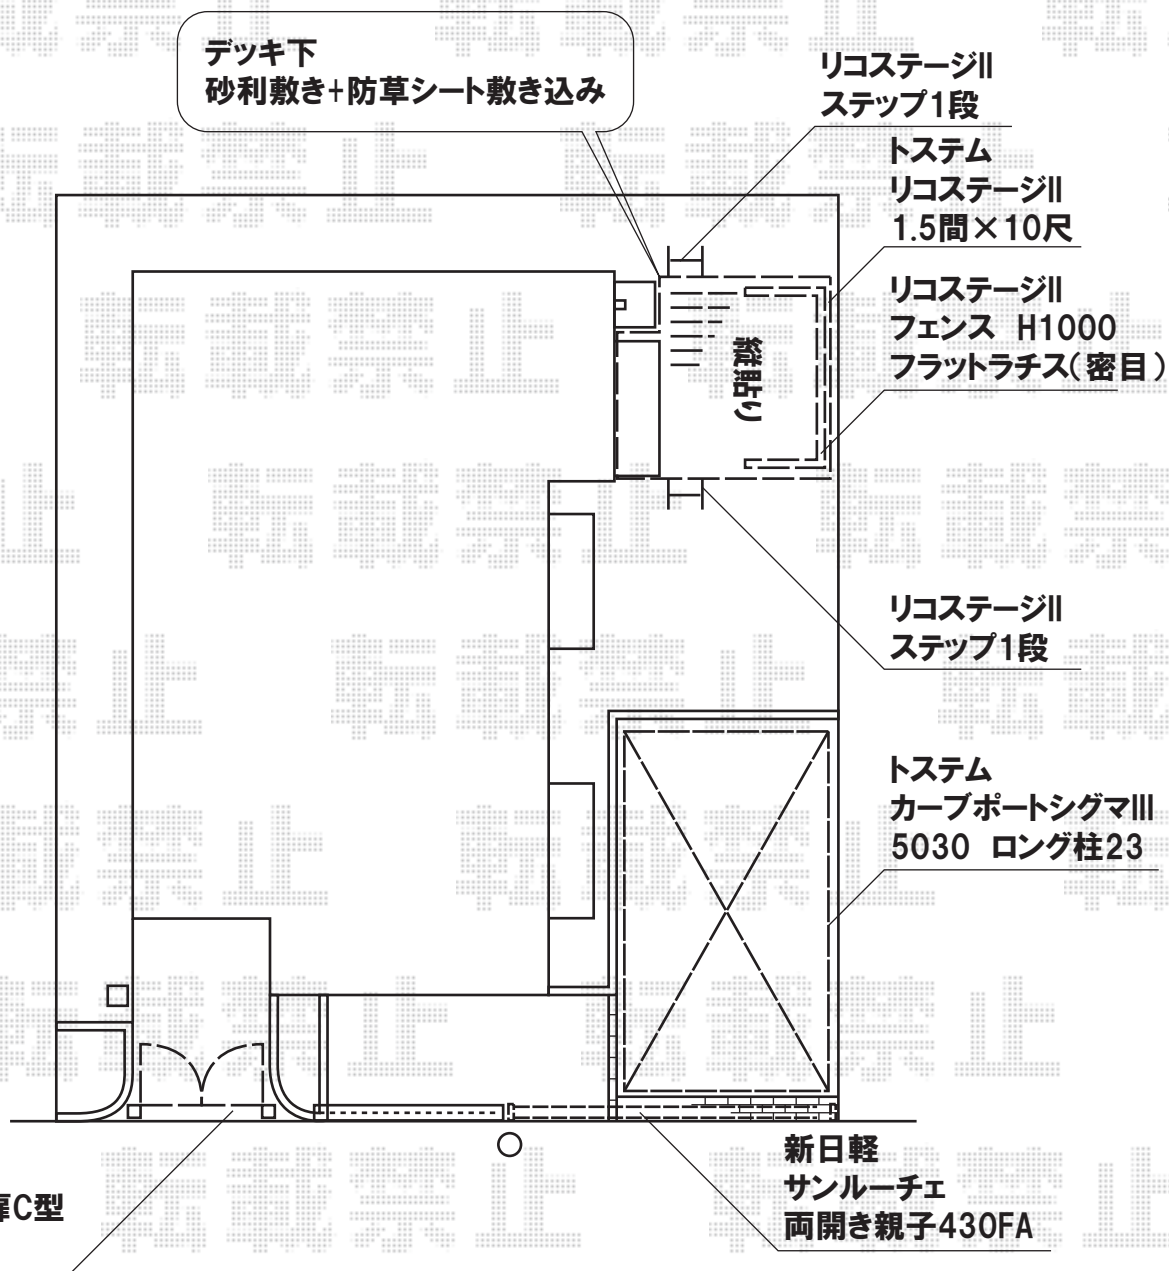 デッキ下
砂利敷き+防草シート敷き込み
リコステージII
ステップ1段
トステム
リコステージII
1.5間×10尺
リコステージII
フェンス H1000
フラットラチス(密目)
縦貼り
リコステージII
ステップ1段
トステム
カーブポートシグマIII
5030 ロング柱23
新日軽
サンルーチェ
両開き親子430FA
扉C型
転載禁止